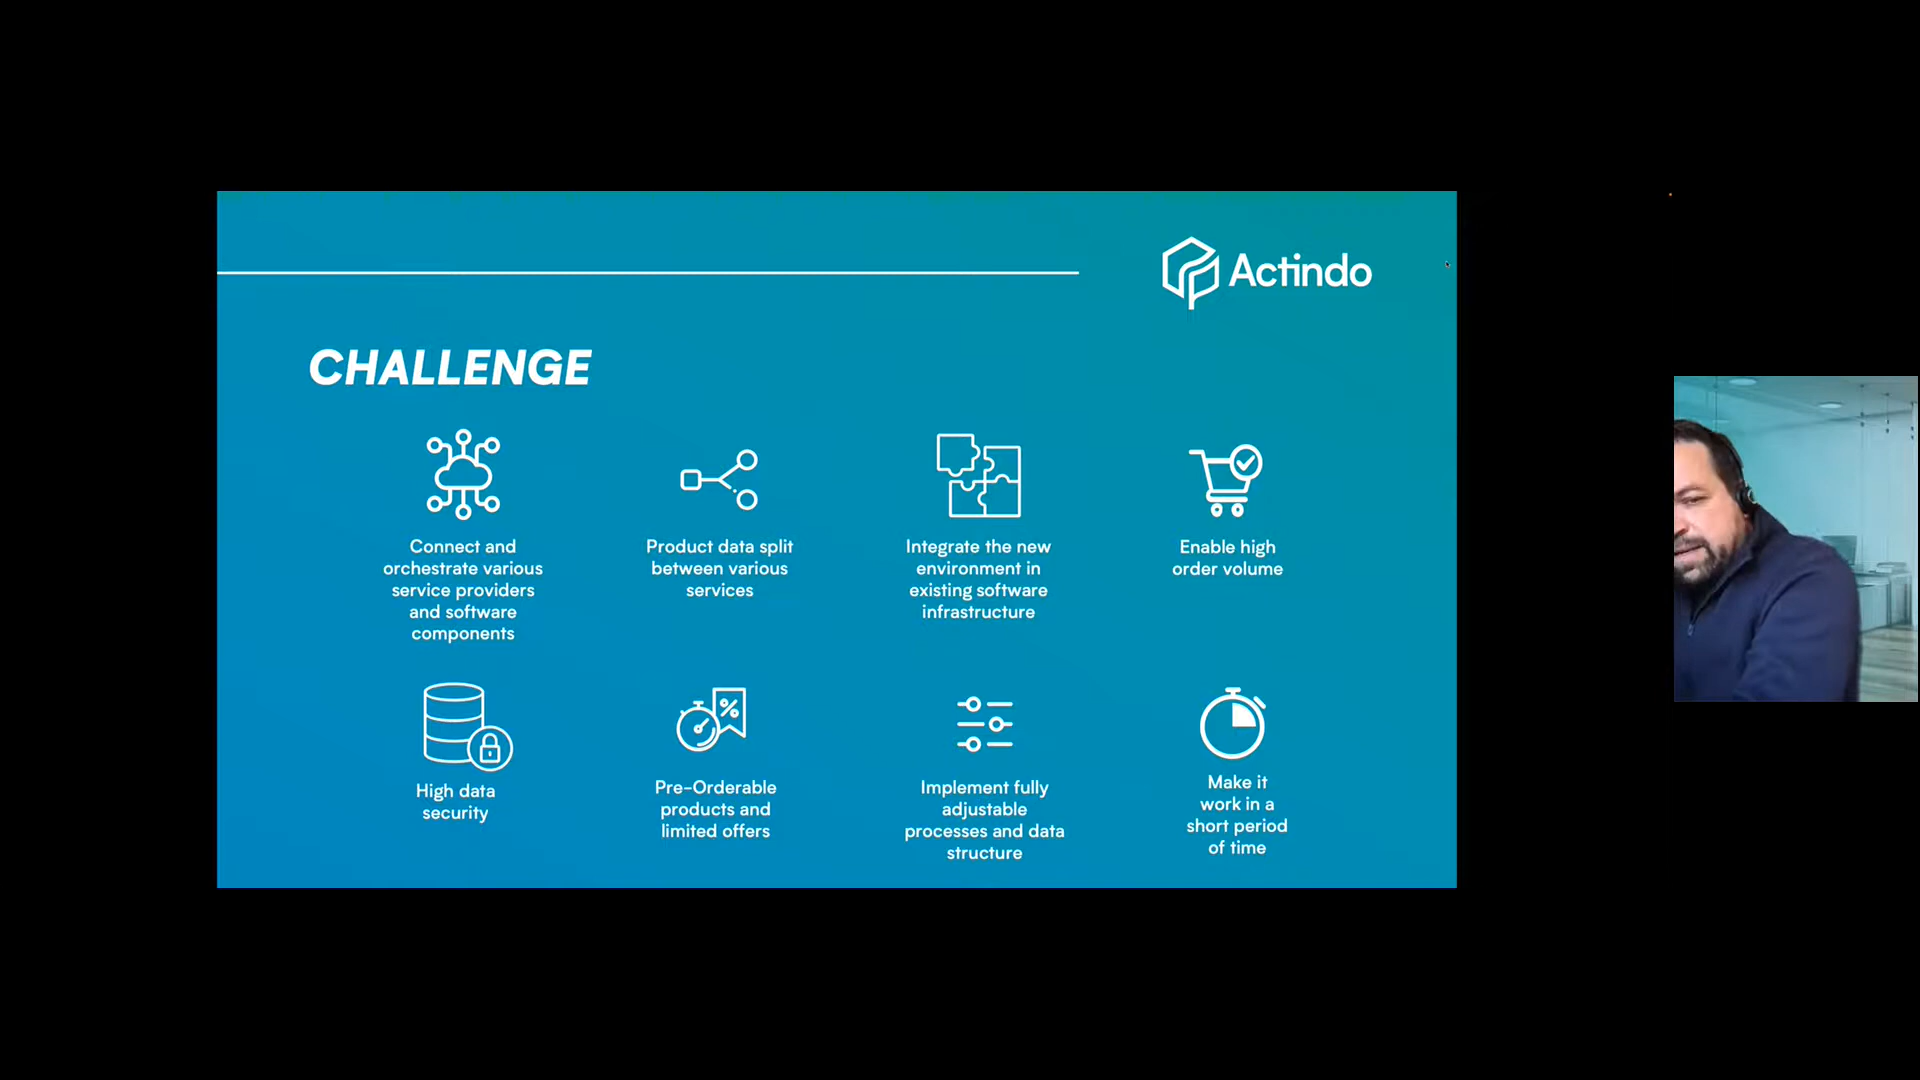 Actindo
CHALLENGE
Connect and
orchestrate various
service providers
and software
components
Product data split
between various
services
Integrate the new
environment in
existing software
infrastructure
Enable high
order volume
High data
security
%
Pre-Orderable
products and
limited offers
Implement fully
adjustable
processes and data
structure
Make it
work in a
short period
of time